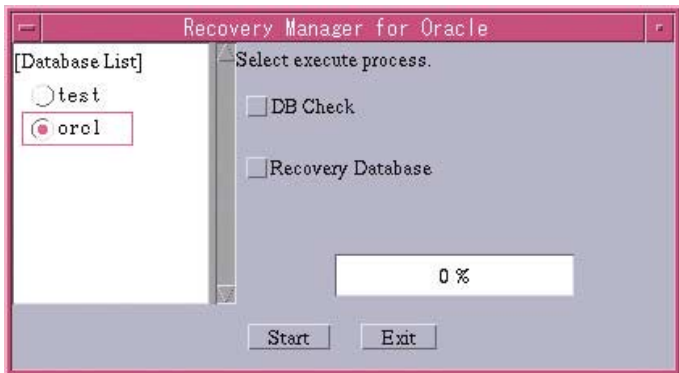 Recovery Manager for Oracle
[Database List]
test
orcl
Select execute process.
DB Check
Recovery Database
0 %
Start
Exit